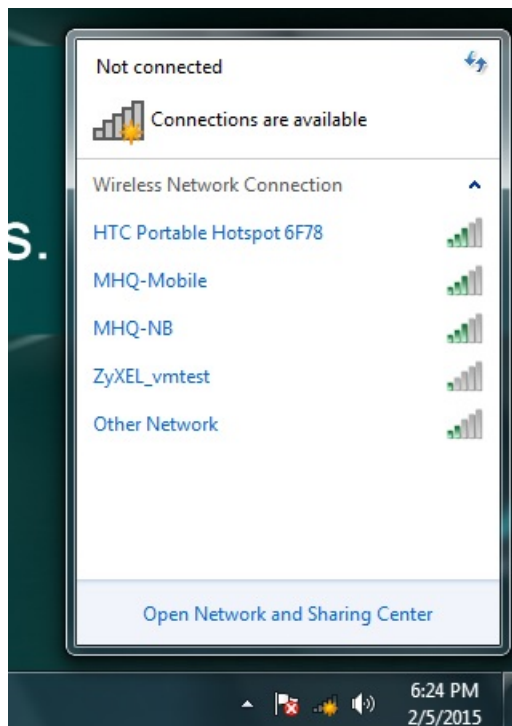 Not connected
Connections are available
Wireless Network Connection
HTC Portable Hotspot 6F78
s.
MHQ-Mobile
MHQ-NB
ZyXEL_vmtest
Other Network
Open Network and Sharing Center
6:24 PM
2/5/2015